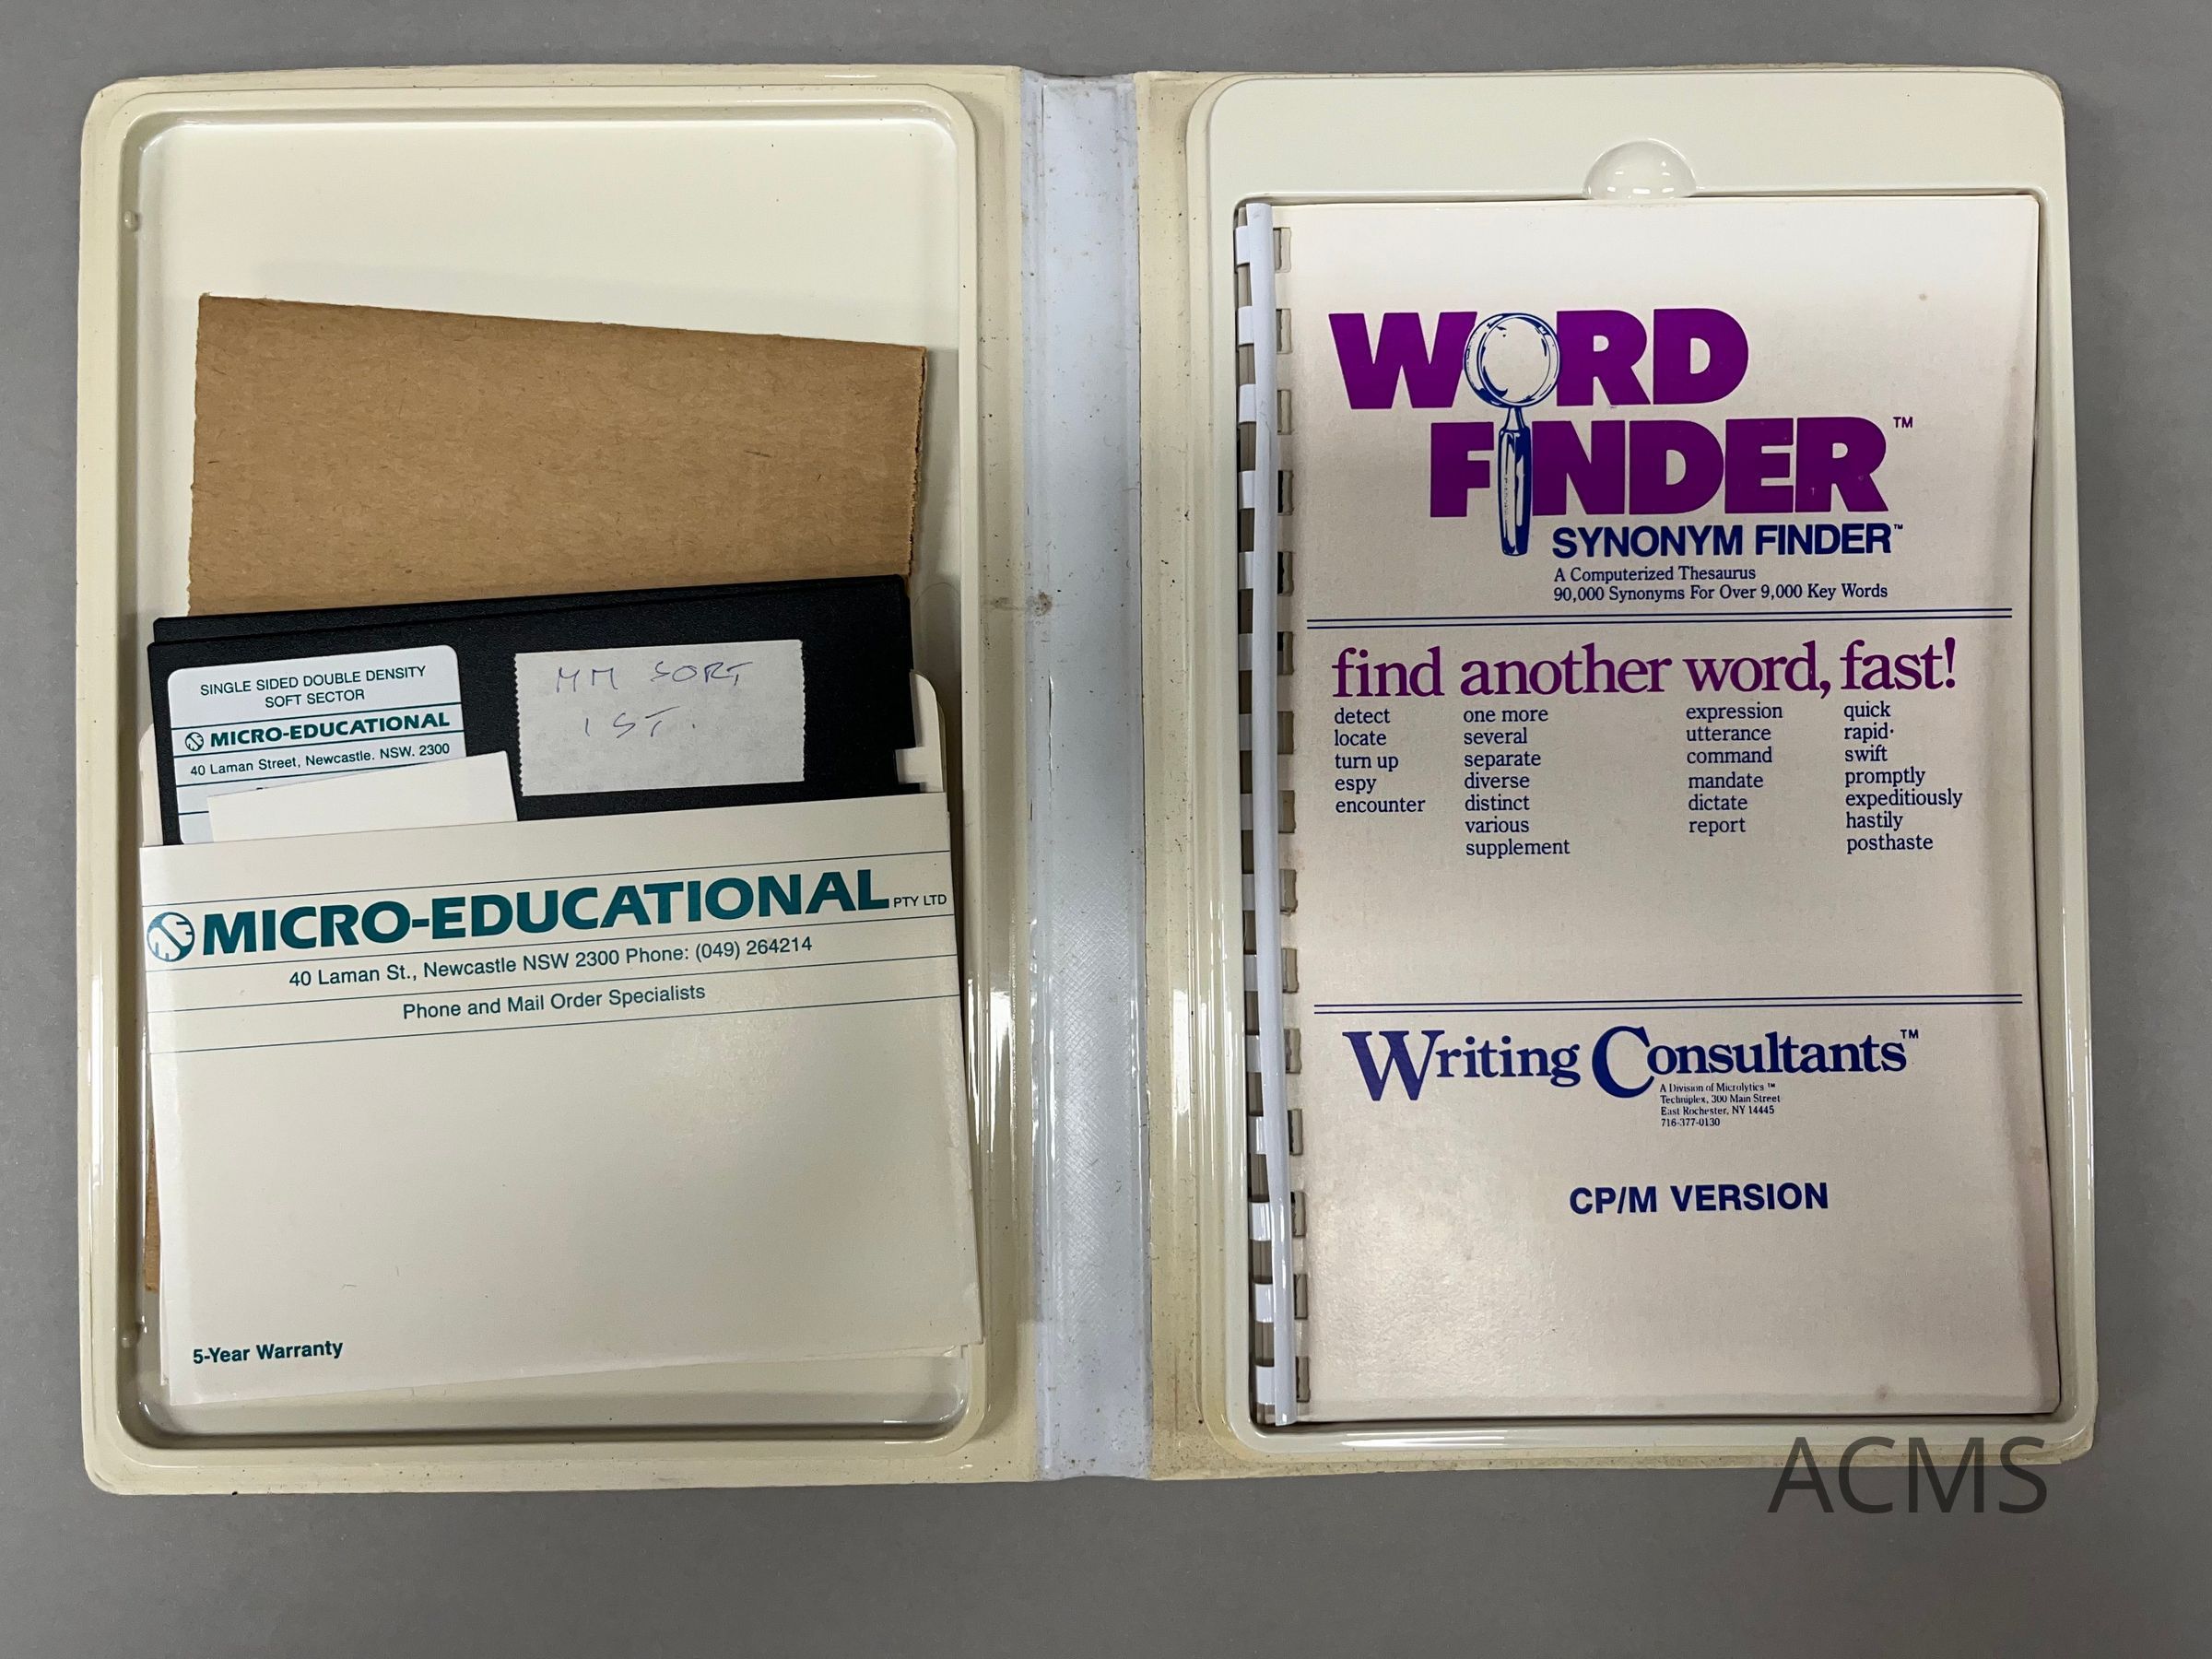 SINGLE SIDED DOUBLE DENSITY
SOFT SECTOR
MICRO-EDUCATIONAL
40 Laman Street, Newcastle. NSW. 2300
MM SORT
1ST.
MICRO-EDUCATIONAL PTY LTD
40 Laman St., Newcastle NSW 2300 Phone: (049) 264214
Phone and Mail Order Specialists
5-Year Warranty
WORD
FINDER™
SYNONYM FINDER™
A Computerized Thesaurus
90,000 Synonyms For Over 9,000 Key Words
find another word, fast!
detect one more expression quick
locate several utterance rapid
turn up separate command swift
espy diverse mandate promptly
encounter distinct dictate expeditiously
various report hastily
supplement posthaste
Writing Consultants™
A Division of Microlytics™
Techniplex, 300 Main Street
East Rochester, NY 14445
716-377-0130
CP/M VERSION
ACMS